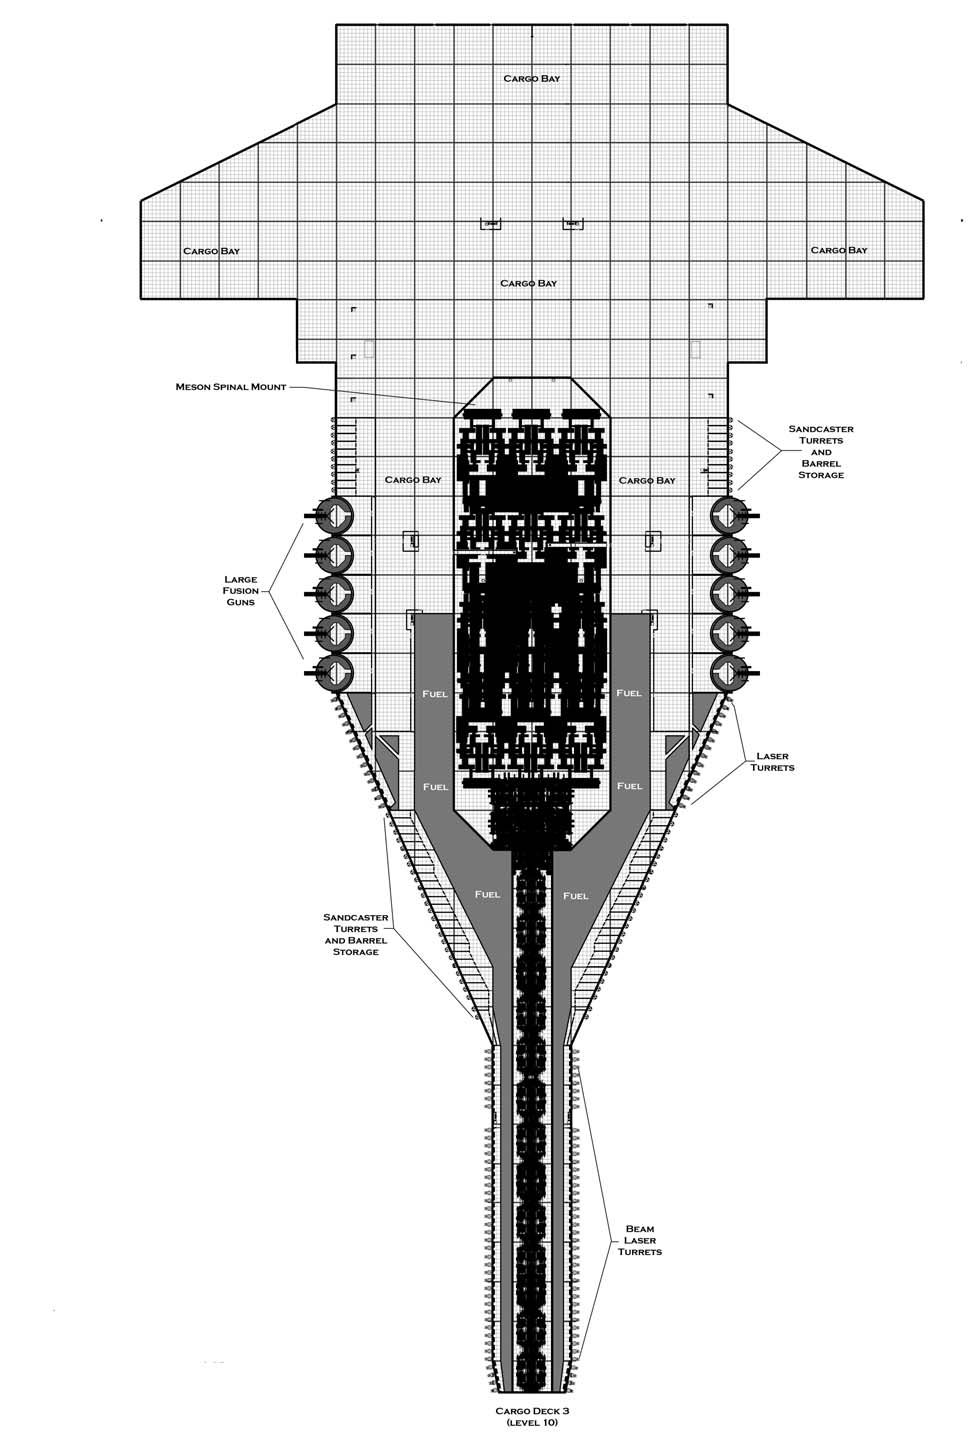 Cargo Bay
Cargo Bay
Cargo Bay
Cargo Bay
Meson Spinal Mount
Sandcaster
Turrets
and
Barrel
Storage
Cargo Bay
Cargo Bay
Large
Fusion
Guns
Fuel
Fuel
Laser
Turrets
Fuel
Fuel
Fuel
Fuel
Sandcaster
Turrets
and Barrel
Storage
Beam
Laser
Turrets
Cargo Deck 3
(level 10)